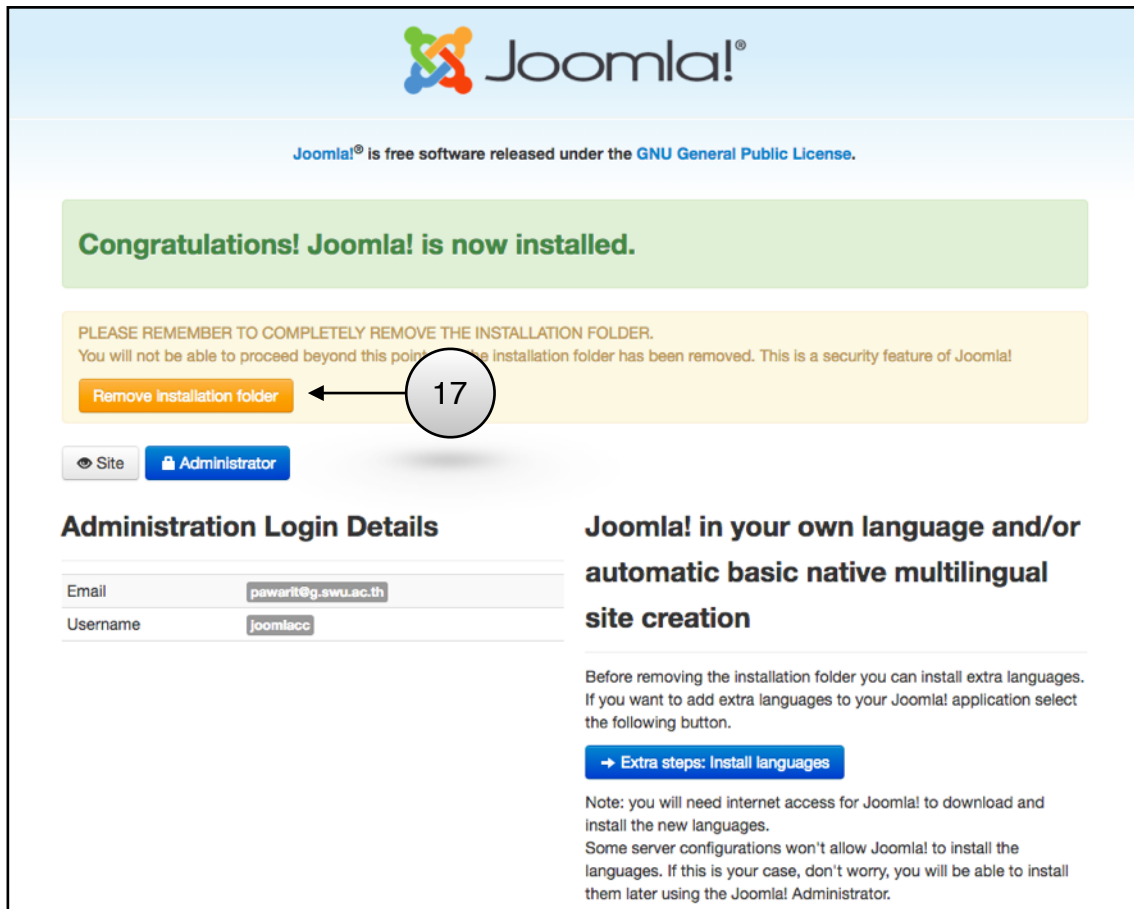 Joomla!®
Joomla!® is free software released under the GNU General Public License.
Congratulations! Joomla! is now installed.
PLEASE REMEMBER TO COMPLETELY REMOVE THE INSTALLATION FOLDER.
You will not be able to proceed beyond this point the installation folder has been removed. This is a security feature of Joomla!
Remove installation folder
17
Site
Administrator
Administration Login Details
Email pawarit@g.swu.ac.th
Username joomlacc
Joomla! in your own language and/or
automatic basic native multilingual
site creation
Before removing the installation folder you can install extra languages.
If you want to add extra languages to your Joomla! application select
the following button.
→ Extra steps: Install languages
Note: you will need internet access for Joomla! to download and
install the new languages.
Some server configurations won't allow Joomla! to install the
languages. If this is your case, don't worry, you will be able to install
them later using the Joomla! Administrator.